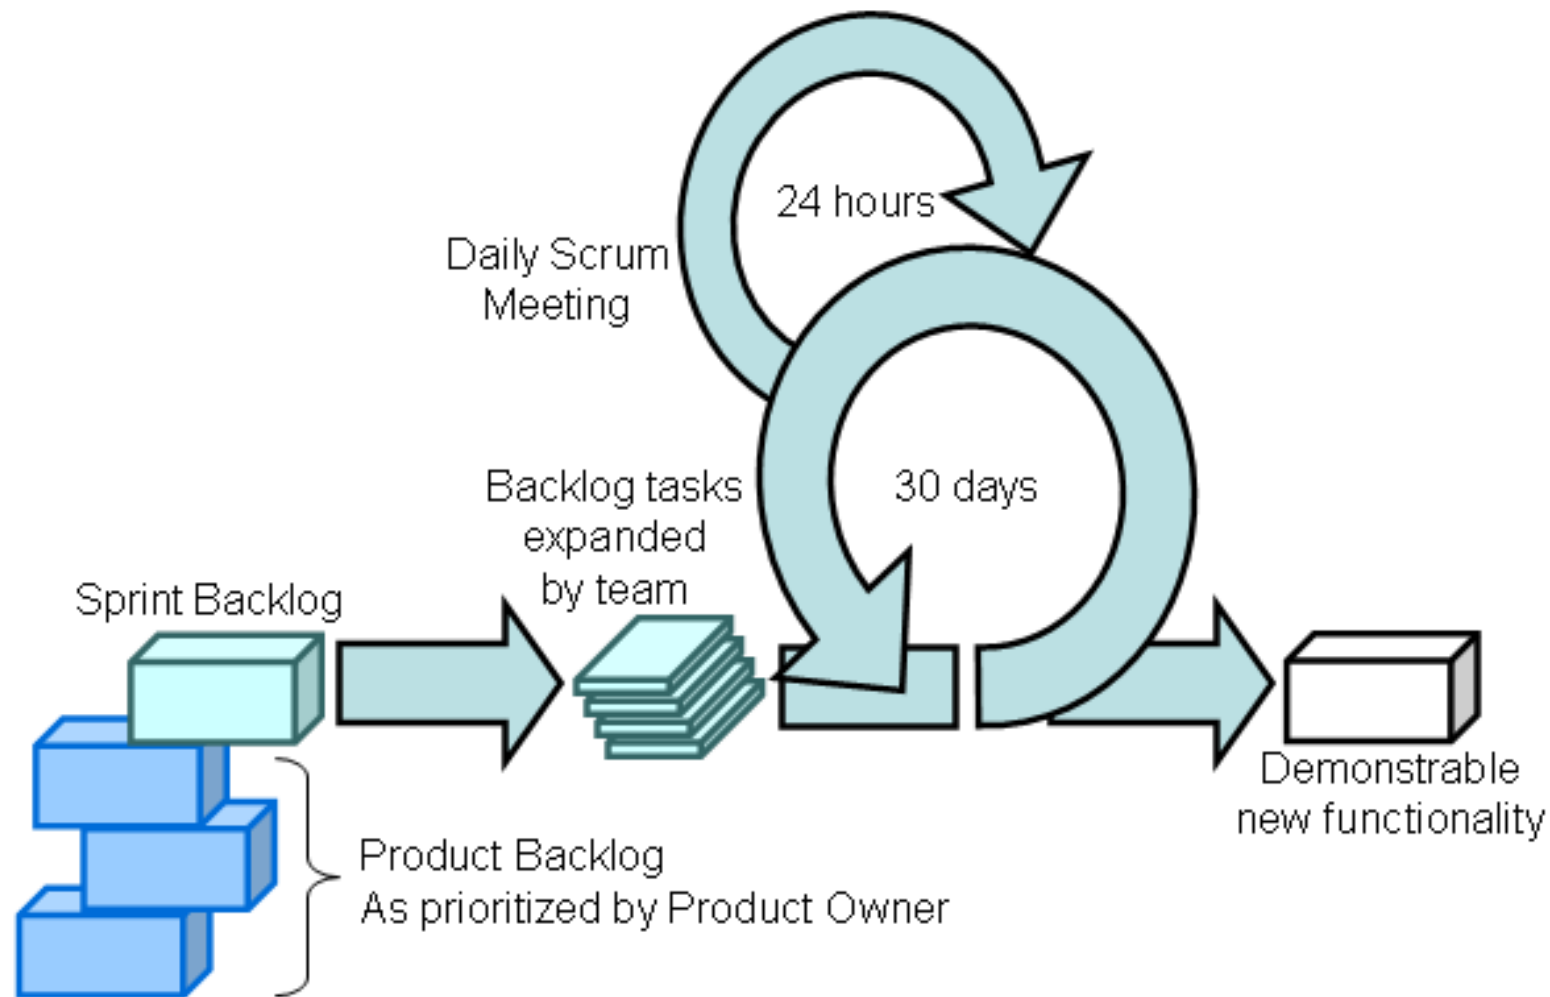 24 hours
Daily Scrum
Meeting
30 days
Backlog tasks
expanded
by team
Sprint Backlog
Demonstrable
new functionality
Product Backlog
As prioritized by Product Owner